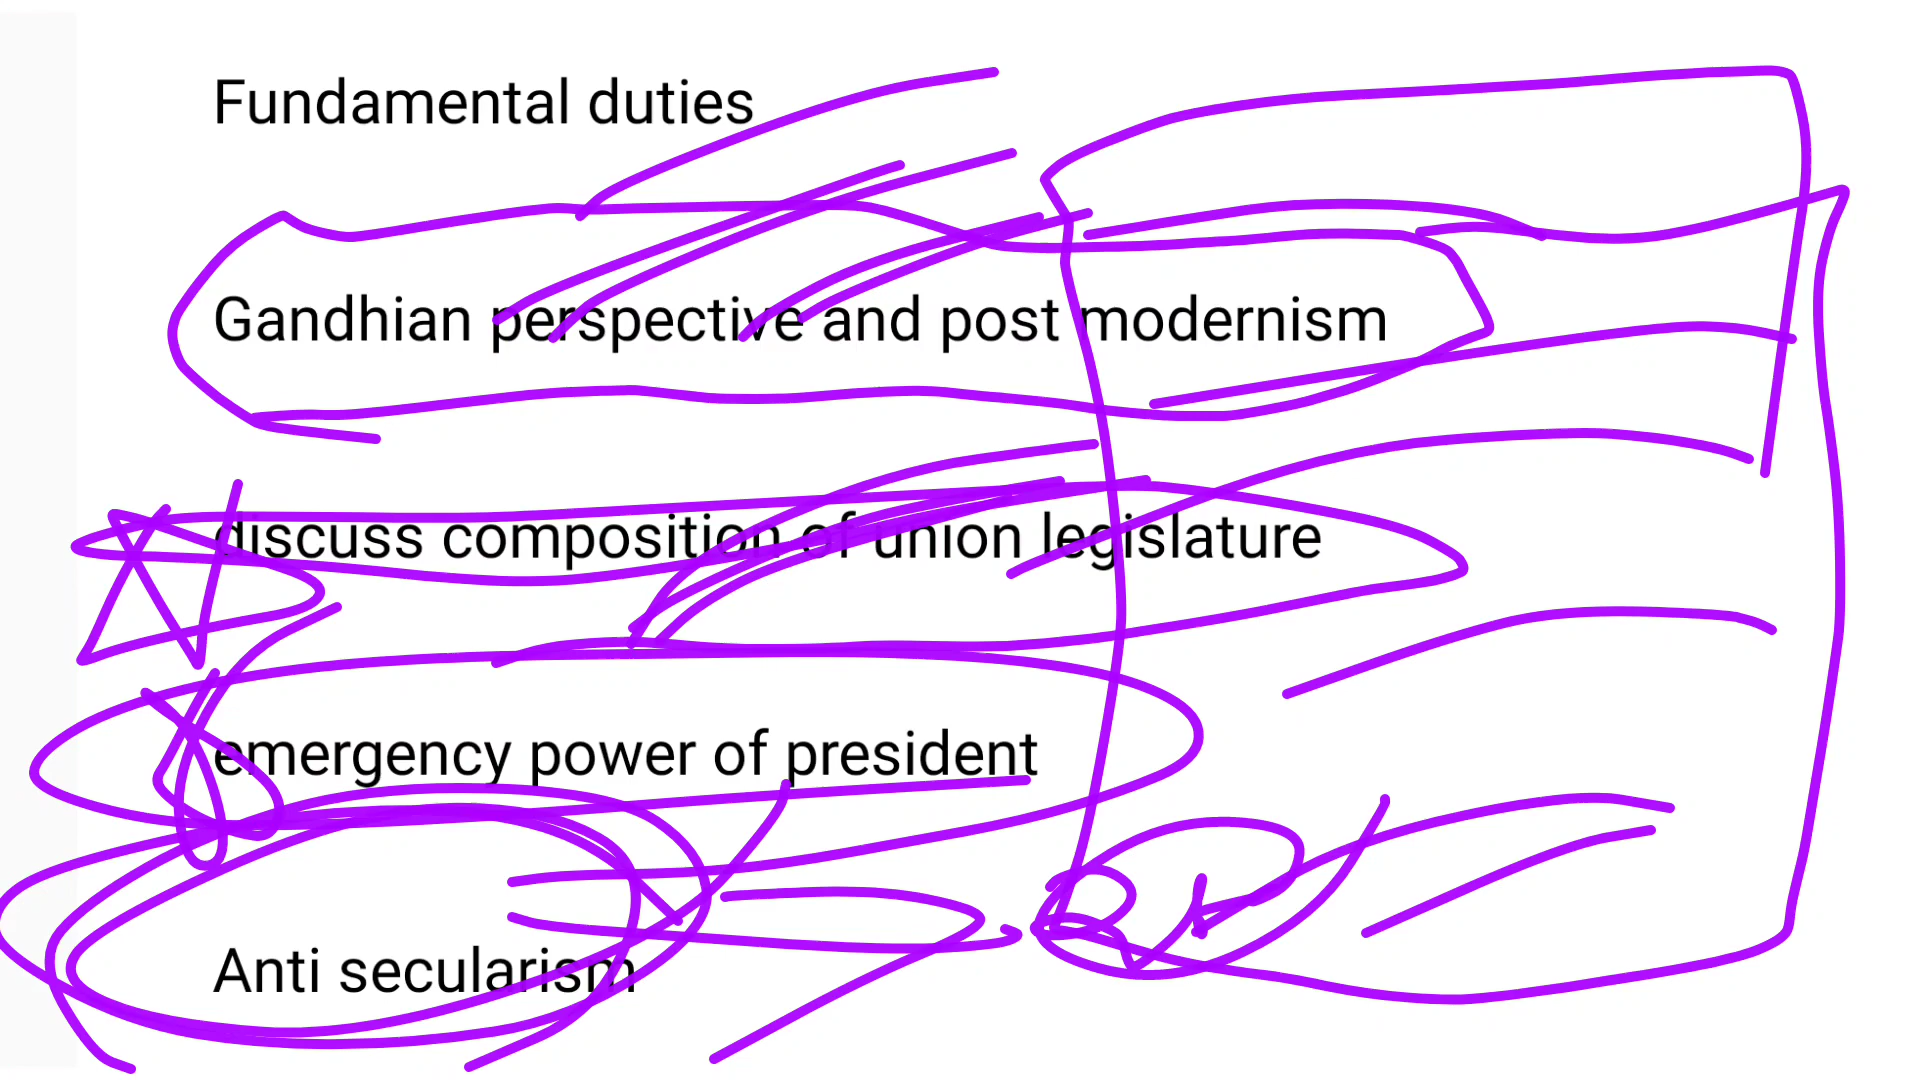 Fundamental duties
Gandhian perspective and post modernism
discuss composition of union legislature
emergency power of president
Anti secularism